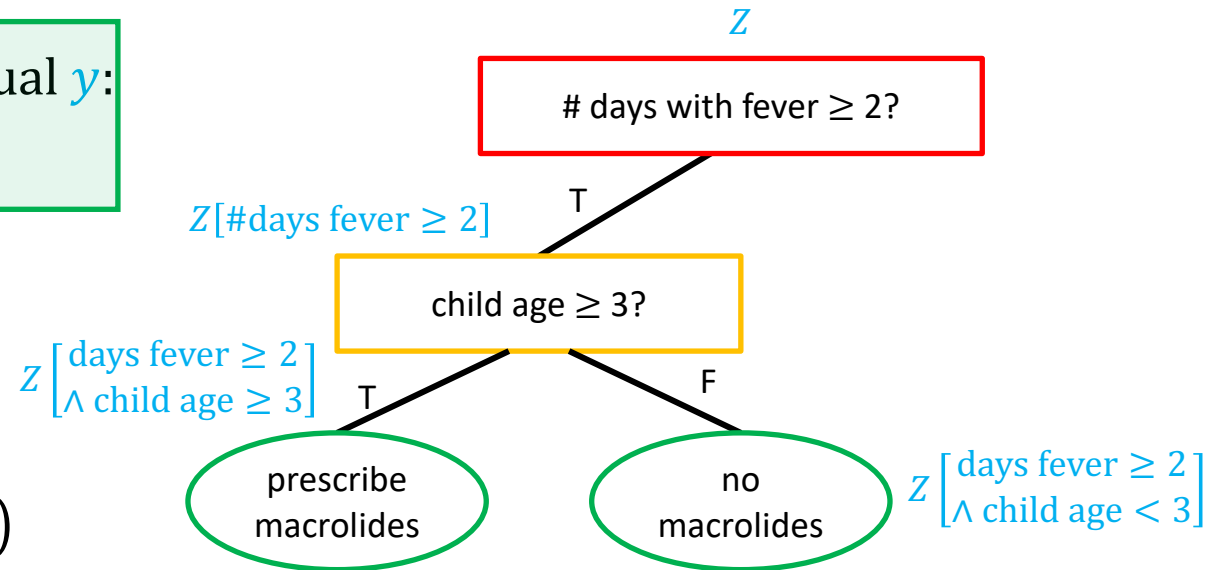 Z
ual y:
# days with fever ≥ 2?
T
Z[#days fever ≥ 2]
child age ≥ 3?
Z[days fever ≥ 2
∧ child age ≥ 3]
T
F
prescribe
macrolides
no
macrolides
Z[days fever ≥ 2
∧ child age < 3]
)